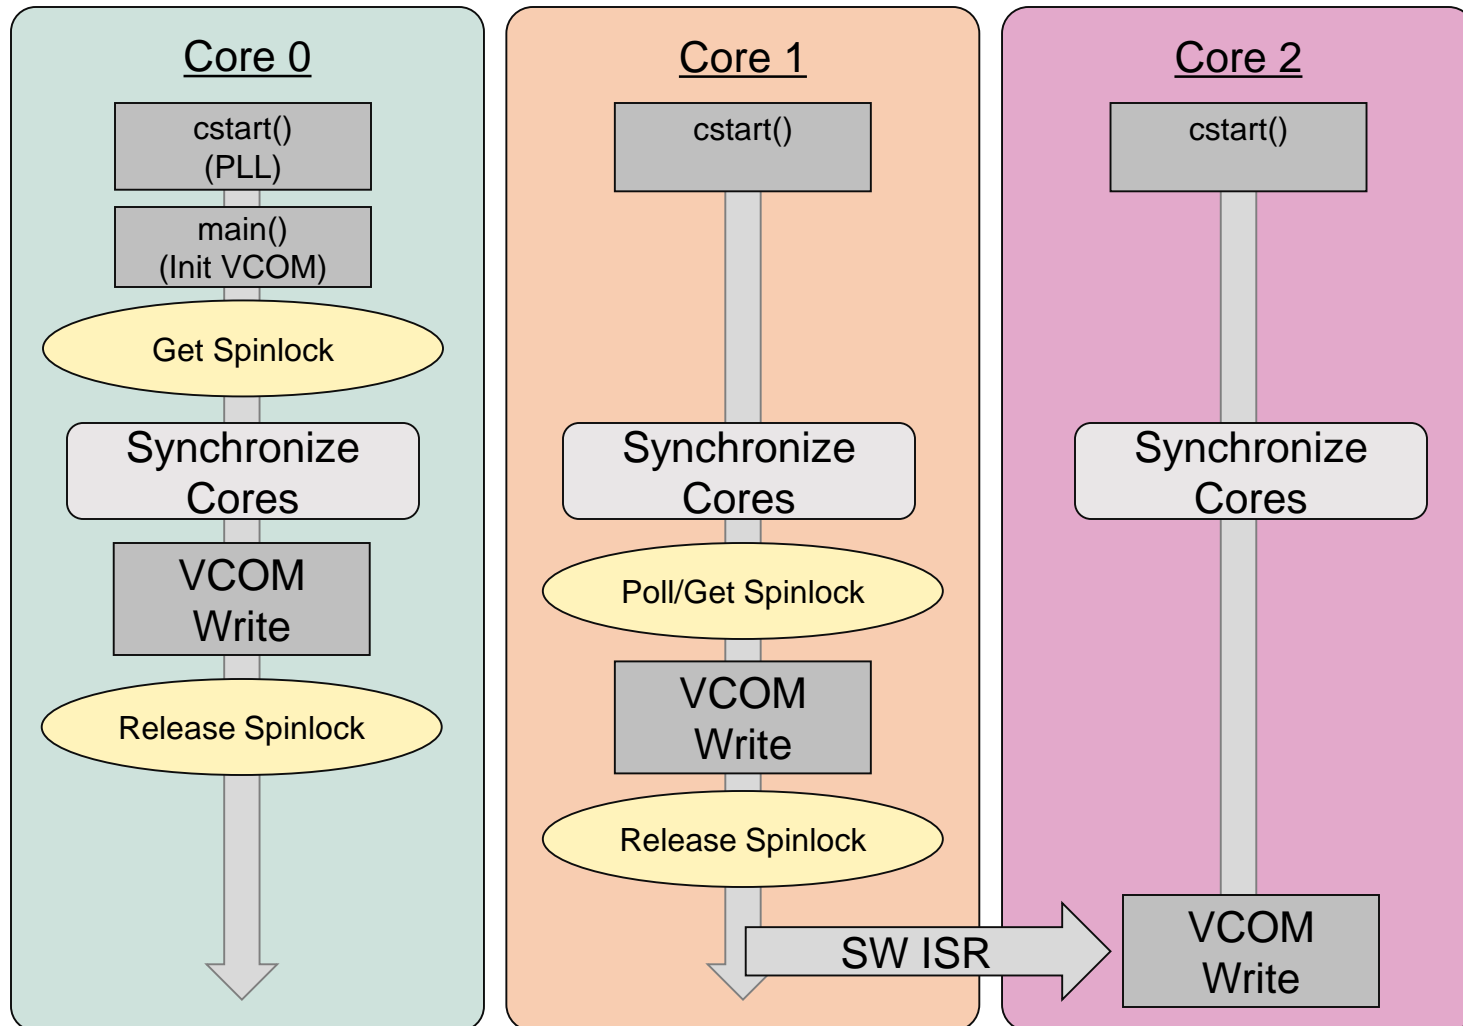 Core 0
cstart()
(PLL)
main()
(Init VCOM)
Get Spinlock
Synchronize
Cores
VCOM
Write
Release Spinlock
Core 1
cstart()
Synchronize
Cores
Poll/Get Spinlock
VCOM
Write
Release Spinlock
SW ISR
Core 2
cstart()
Synchronize
Cores
VCOM
Write